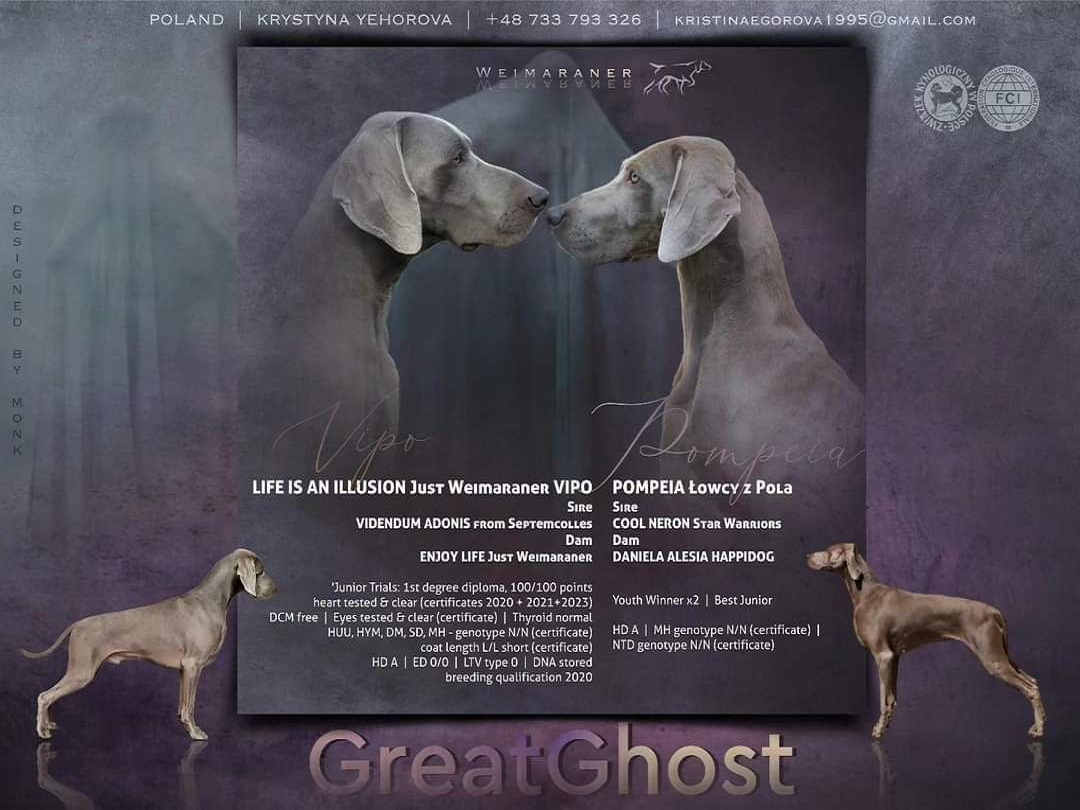 POLAND | KRYSTYNA YEHOROVA | +48 733 793 326 | KRISTINAEGOROVA1995@GMAIL.COM
WEIMARANER
ZWIĄZEK KYNOLOGICZNY W POLSCE
FCI
DESIGNED BY MONK
Vipo
Pompeia
LIFE IS AN ILLUSION Just Weimaraner VIPO
Sire
VIDENDUM ADONIS from Septemcolles
Dam
ENJOY LIFE Just Weimaraner
'Junior Trials: 1st degree diploma, 100/100 points
heart tested & clear (certificates 2020 + 2021+2023)
DCM free | Eyes tested & clear (certificate) | Thyroid normal
HUU, HYM, DM, SD, MH - genotype N/N (certificate)
coat length L/L short (certificate)
HD A | ED 0/0 | LTV type 0 | DNA stored
breeding qualification 2020
POMPEIA Łowcy z Pola
Sire
COOL NERON Star Warriors
Dam
DANIELA ALESIA HAPPIDOG
Youth Winner x2 | Best Junior
HD A | MH genotype N/N (certificate) |
NTD genotype N/N (certificate)
GreatGhost